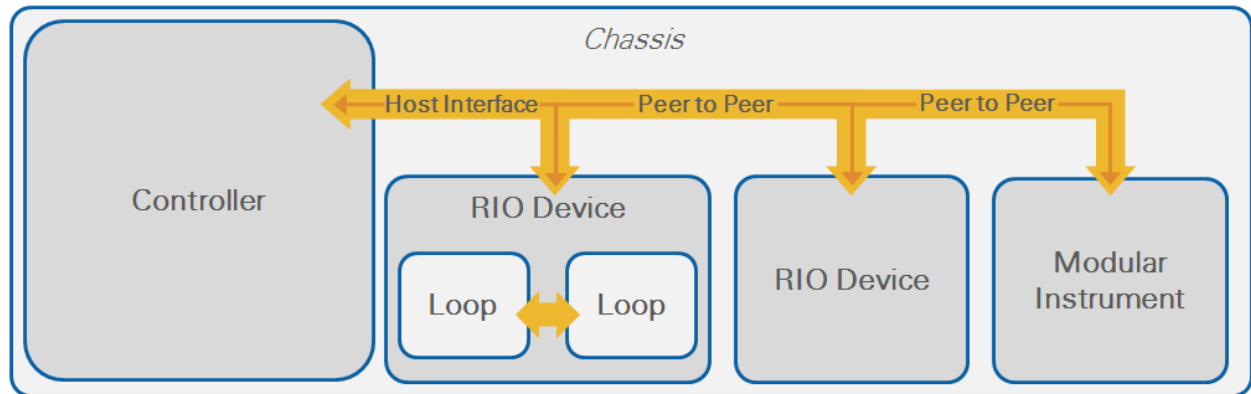 Chassis
Host Interface
Peer to Peer
Peer to Peer
Controller
RIO Device
Loop
Loop
RIO Device
Modular
Instrument